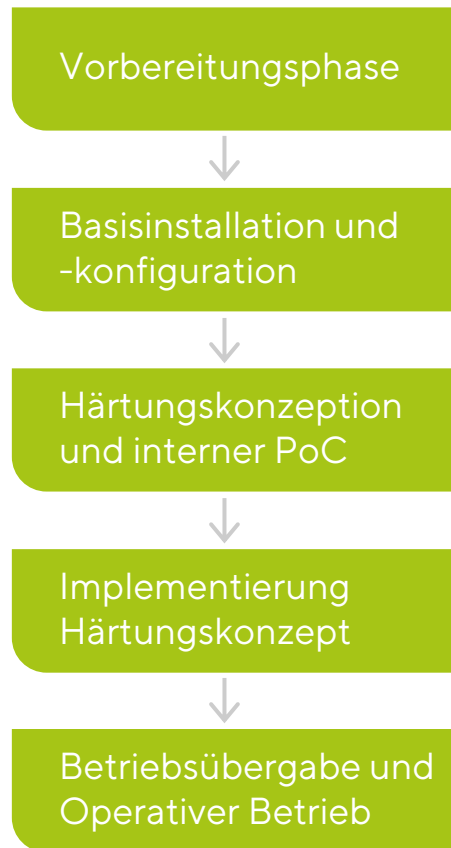 Vorbereitungsphase
Basisinstallation und
-konfiguration
Härtungskonzeption
und interner PoC
Implementierung
Härtungskonzept
Betriebsübergabe und
Operativer Betrieb